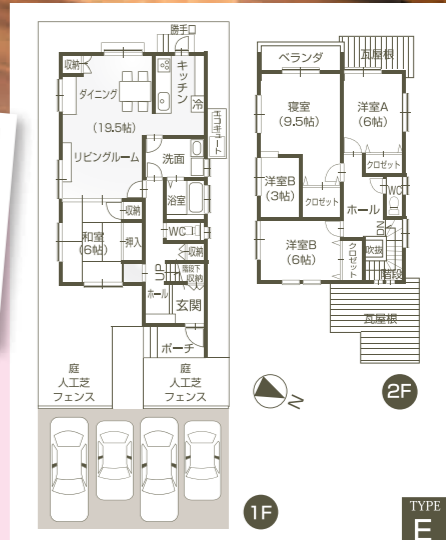 勝手口
収納
キッチン
ダイニング
冷
(19.5帖)
エコキュート
リビングルーム
洗面
浴室
収納
和室
(6帖)
押入
WC
収納
UP
階段下
収納
ホール
玄関
ポーチ
庭
人工芝
フェンス
庭
人工芝
フェンス
N
1F
ベランダ
瓦屋根
寝室
(9.5帖)
洋室A
(6帖)
クロゼット
洋室B
(3帖)
クロゼット
WC
ホール
洋室B
(6帖)
クロゼット
DN
吹抜
階段
瓦屋根
2F
TYPE
E